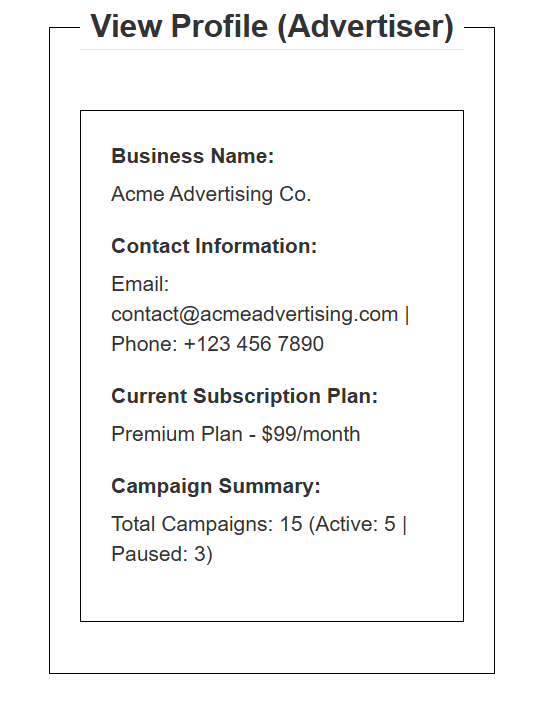 View Profile (Advertiser)
Business Name:
Acme Advertising Co.
Contact Information:
Email:
contact@acmeadvertising.com |
Phone: +123 456 7890
Current Subscription Plan:
Premium Plan - $99/month
Campaign Summary:
Total Campaigns: 15 (Active: 5 |
Paused: 3)